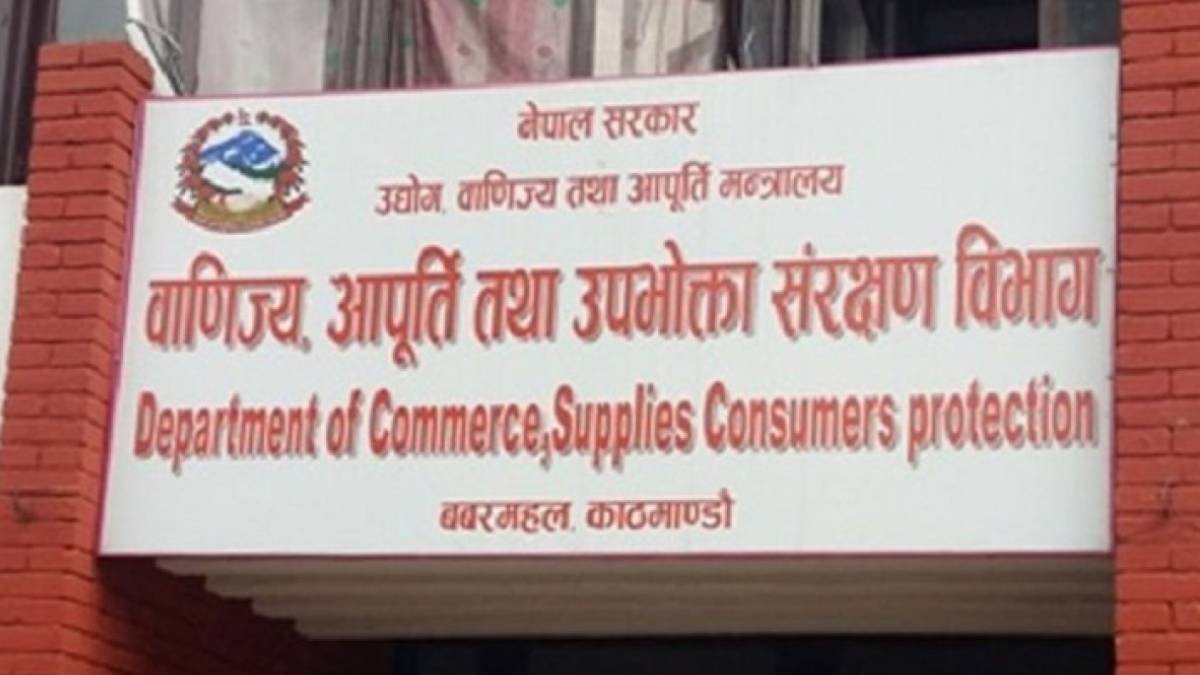 नेपाल सरकार
उद्योग, वाणिज्य तथा आपूर्ति मन्त्रालय
वाणिज्य, आपूर्ति तथा उपभोक्ता संरक्षण विभाग
Department of Commerce,Supplies Consumers protection
बबरमहल, काठमाण्डौ